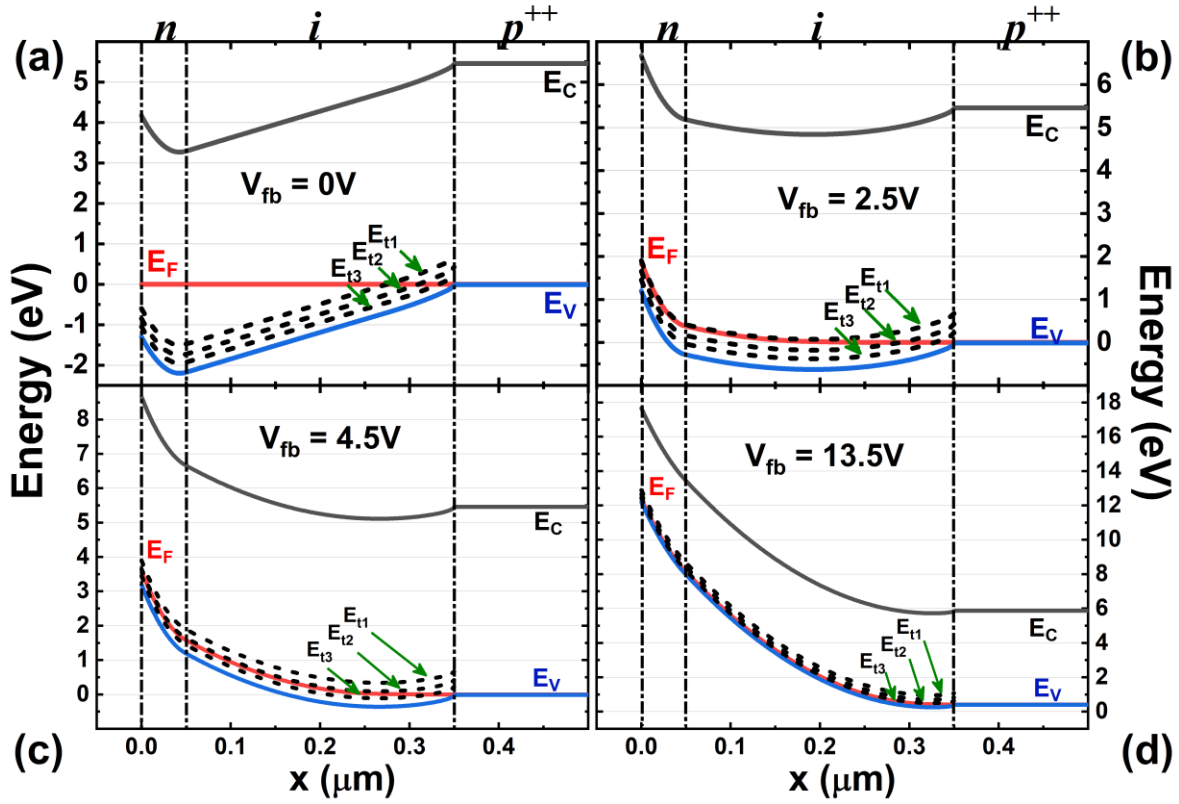 (a) n i p++
E_C
V_fb = 0V
E_F
E_t1
E_t2
E_t3
E_V
Energy (eV)
5
4
3
2
1
0
-1
-2
n i p++ (b)
E_C
V_fb = 2.5V
E_F
E_t1
E_t2
E_t3
E_V
Energy (eV)
6
5
4
3
2
1
0
V_fb = 4.5V
E_C
E_F
E_t1
E_t2
E_t3
E_V
8
7
6
5
4
3
2
1
0
(c)
0.0 0.1 0.2 0.3 0.4
x (μm)
V_fb = 13.5V
E_F
E_C
E_t1
E_t2
E_t3
E_V
18
16
14
12
10
8
6
4
2
0
(d)
0.0 0.1 0.2 0.3 0.4
x (μm)